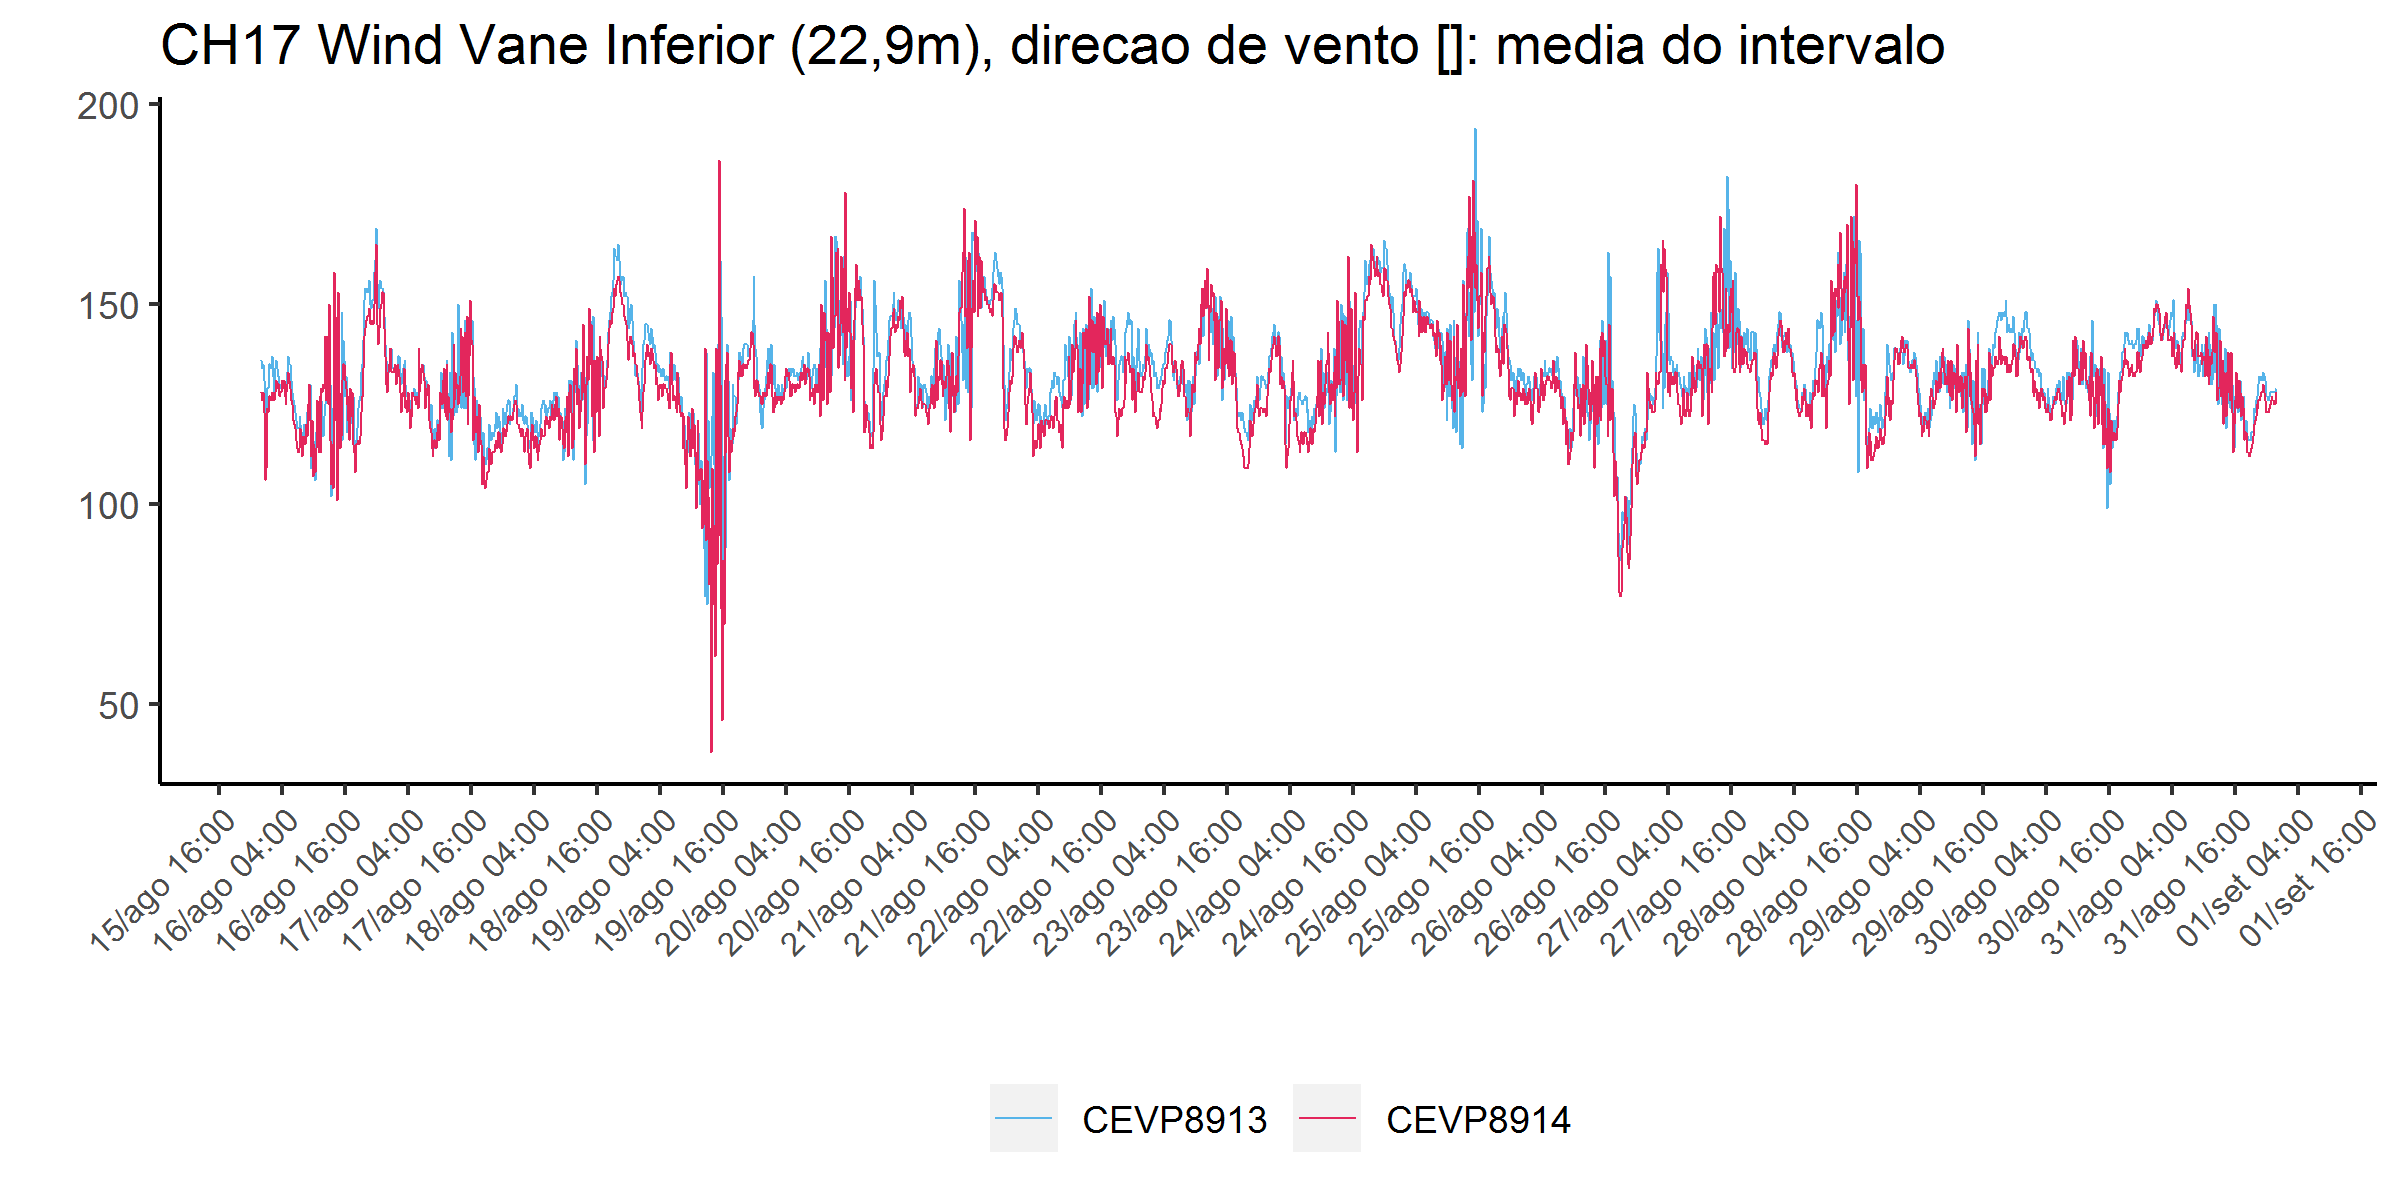 CH17 Wind Vane Inferior (22,9m), direcao de vento []: media do intervalo
200
150
100
50
15/ago 16:00
16/ago 04:00
16/ago 16:00
17/ago 04:00
17/ago 16:00
18/ago 04:00
18/ago 16:00
19/ago 04:00
19/ago 16:00
20/ago 04:00
20/ago 16:00
21/ago 04:00
21/ago 16:00
22/ago 04:00
22/ago 16:00
23/ago 04:00
23/ago 16:00
24/ago 04:00
24/ago 16:00
25/ago 04:00
25/ago 16:00
26/ago 04:00
26/ago 16:00
27/ago 04:00
27/ago 16:00
28/ago 04:00
28/ago 16:00
29/ago 04:00
29/ago 16:00
30/ago 04:00
30/ago 16:00
31/ago 04:00
31/ago 16:00
01/set 04:00
01/set 16:00
CEVP8913
CEVP8914